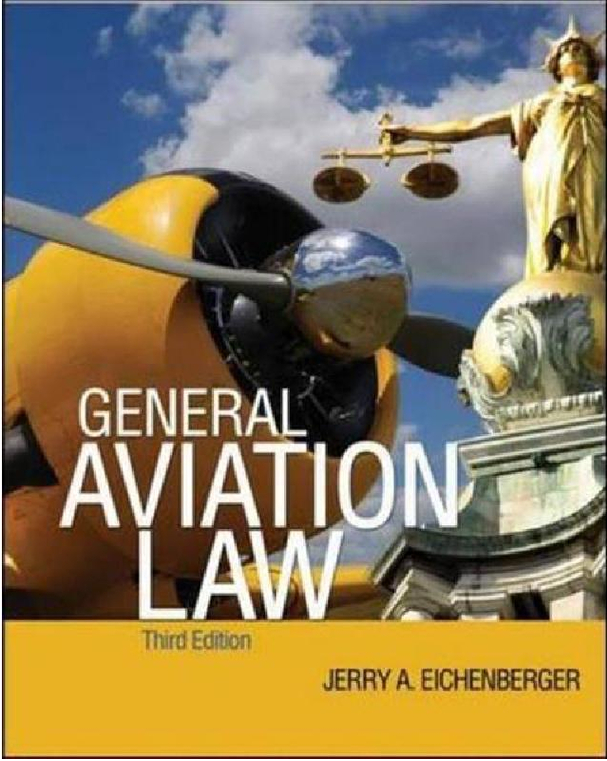 GENERAL
AVIATION
LAW
Third Edition
JERRY A. EICHENBERGER